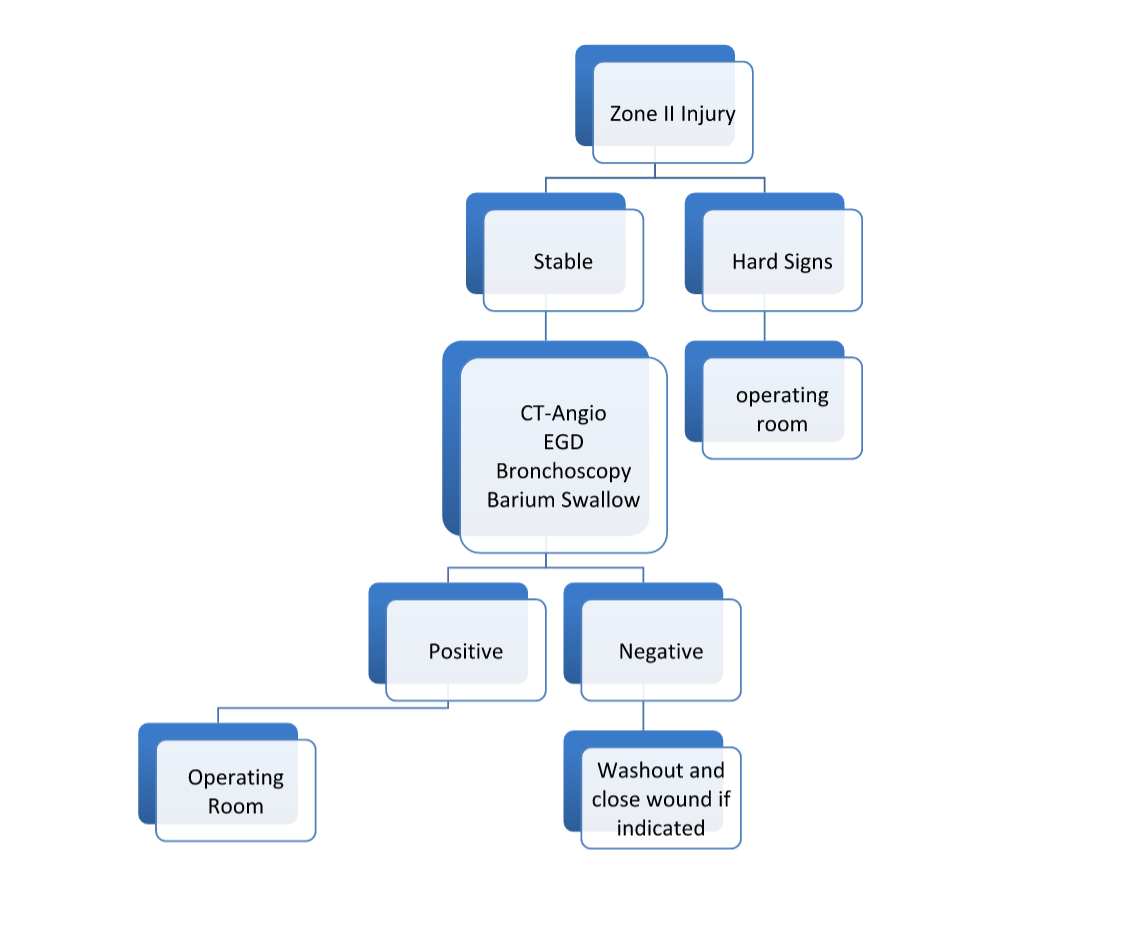 Zone II Injury
Stable
Hard Signs
CT-Angio
EGD
Bronchoscopy
Barium Swallow
operating
room
Positive
Negative
Operating
Room
Washout and
close wound if
indicated